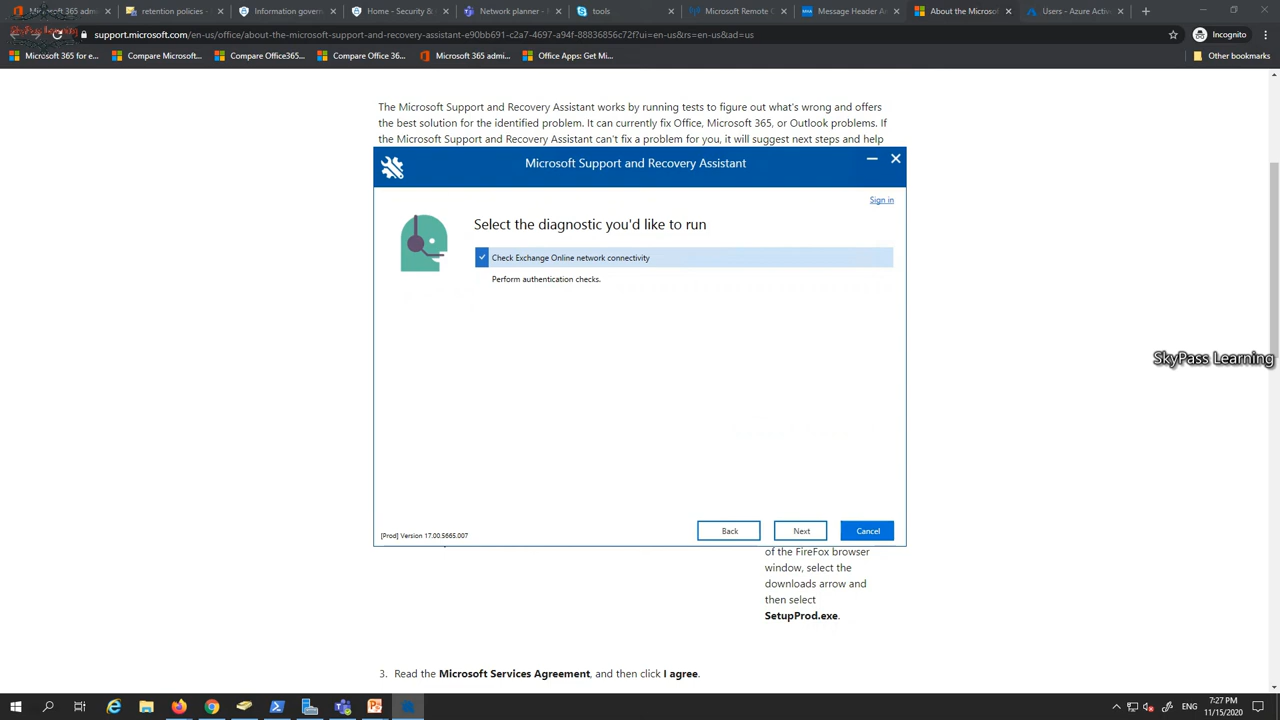 Microsoft 365 adm
retention policies -
Information govern
Home - Security &
Network planner - 
tools
Microsoft Remote C
Message Header An
About the Microsof
Users - Azure Activ
SkyPass Learning
support.microsoft.com/en-us/office/about-the-microsoft-support-and-recovery-assistant-e90bb691-c2a7-4697-a94f-88836856c72f?ui=en-us&rs=en-us&ad=us
Incognito
Microsoft 365 for e...
Compare Microsoft...
Compare Office365...
Compare Office 36...
Microsoft 365 admi...
Office Apps: Get Mi...
Other bookmarks
The Microsoft Support and Recovery Assistant works by running tests to figure out what's wrong and offers
the best solution for the identified problem. It can currently fix Office, Microsoft 365, or Outlook problems. If
the Microsoft Support and Recovery Assistant can't fix a problem for you, it will suggest next steps and help
Microsoft Support and Recovery Assistant
Sign in
Select the diagnostic you'd like to run
Check Exchange Online network connectivity
Perform authentication checks.
SkyPass Learning
Back
Next
Cancel
[Prod] Version 17.00.5665.007
of the FireFox browser
window, select the
downloads arrow and
then select
SetupProd.exe.
3. Read the Microsoft Services Agreement, and then click I agree.
ENG
7:27 PM
11/15/2020